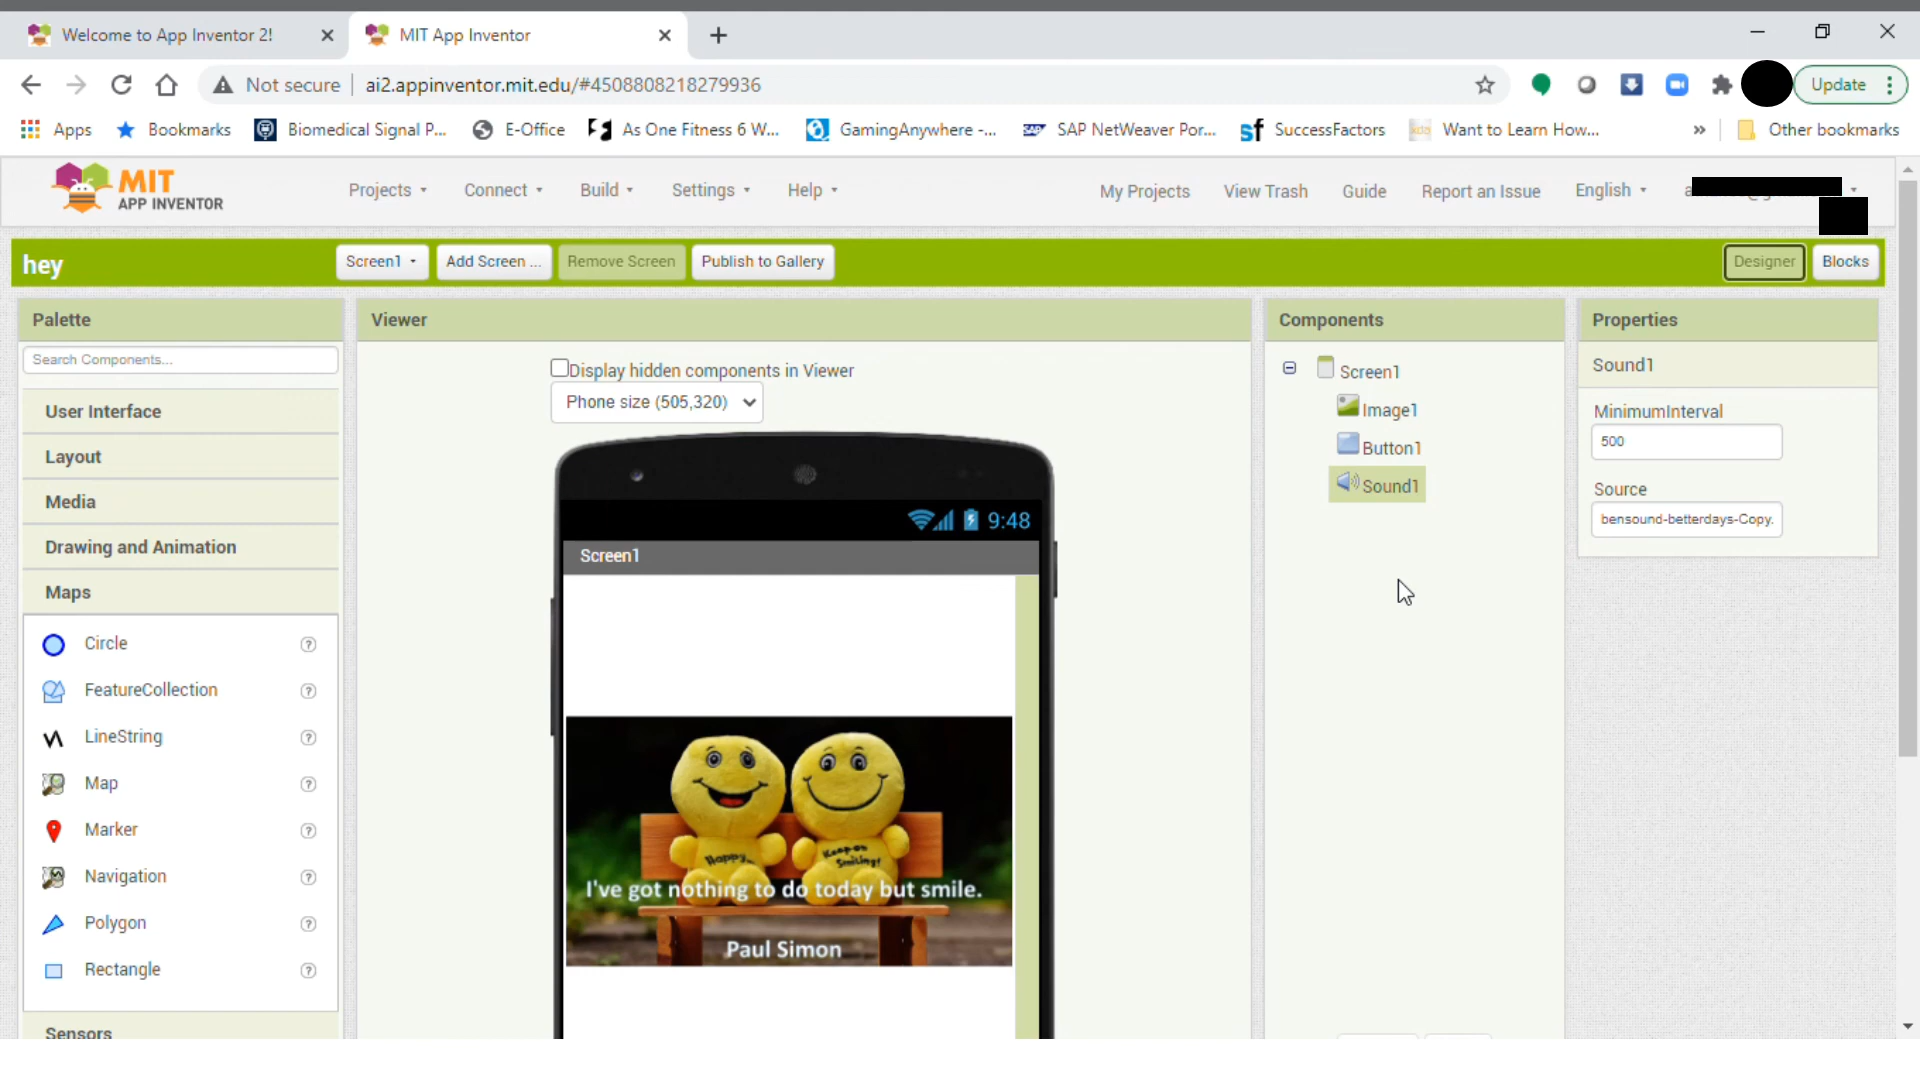 Welcome to App Inventor 2!
MIT App Inventor
Not secure
ai2.appinventor.mit.edu/#4508808218279936
Update
Apps
Bookmarks
Biomedical Signal P...
E-Office
As One Fitness 6 W...
GamingAnywhere -...
SAP NetWeaver Por...
SuccessFactors
Want to Learn How...
»
Other bookmarks
MIT
APP INVENTOR
Projects
Connect
Build
Settings
Help
My Projects
View Trash
Guide
Report an Issue
English
hey
Screen1
Add Screen ...
Remove Screen
Publish to Gallery
Designer
Blocks
Palette
Search Components...
User Interface
Layout
Media
Drawing and Animation
Maps
Circle
FeatureCollection
LineString
Map
Marker
Navigation
Polygon
Rectangle
Sensors
Viewer
Display hidden components in Viewer
Phone size (505,320)
9:48
Screen1
Happy...
Keep on
Smiling!
I've got nothing to do today but smile.
Paul Simon
Components
Screen1
Image1
Button1
Sound1
Properties
Sound1
MinimumInterval
500
Source
bensound-betterdays-Copy.